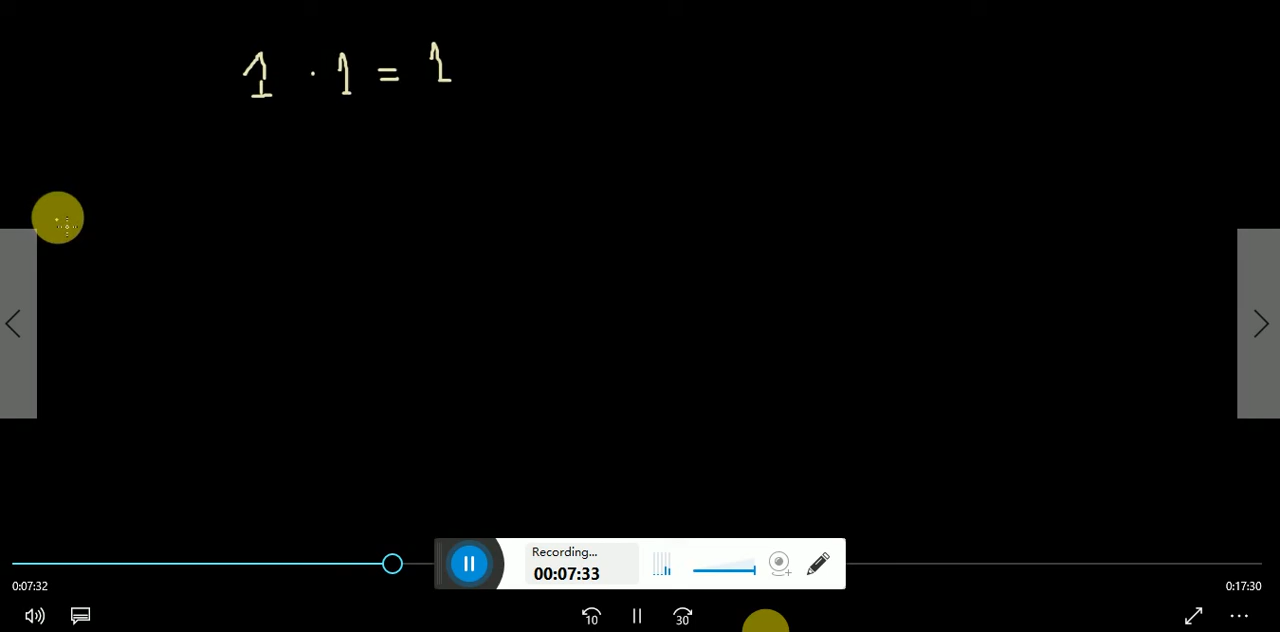 1 · 1 = 1
Recording...
00:07:33
0:07:32
0:17:30
10
30